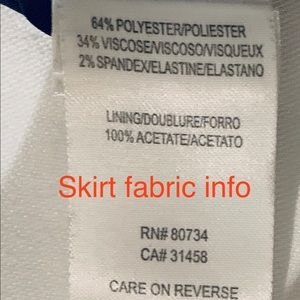 64% POLYESTER/POLIESTER
34% VISCOSE/VISCOSO/VISQUEUX
2% SPANDEX/ELASTINE/ELASTANO
LINING/DOUBLURE/FORRO
100% ACETATE/ACETATO
Skirt fabric info
RN# 80734
CA# 31458
CARE ON REVERSE